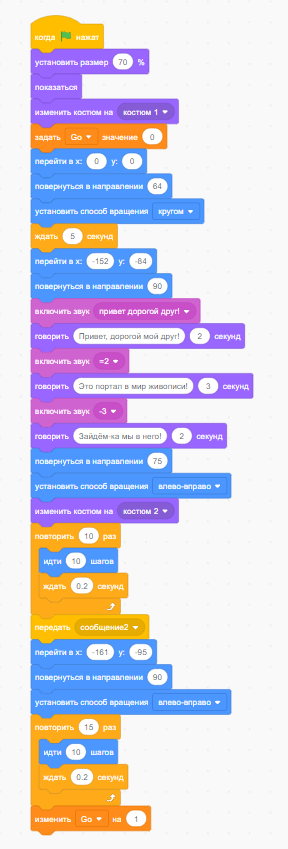 когда нажат
установить размер 70 %
показаться
изменить костюм на костюм 1
задать Go значение 0
перейти в x: 0 y: 0
повернуться в направлении 64
установить способ вращения кругом
ждать 5 секунд
перейти в x: -152 y: -84
повернуться в направлении 90
включить звук привет дорогой друг!
говорить Привет, дорогой мой друг! 2 секунд
включить звук =2
говорить Это портал в мир живописи! 3 секунд
включить звук -3
говорить Зайдём-ка мы в него! 2 секунд
повернуться в направлении 75
установить способ вращения влево-вправо
изменить костюм на костюм 2
повторить 10 раз
идти 10 шагов
ждать 0.2 секунд
передать сообщение2
перейти в x: -161 y: -95
повернуться в направлении 90
установить способ вращения влево-вправо
повторить 15 раз
идти 10 шагов
ждать 0.2 секунд
изменить Go на 1